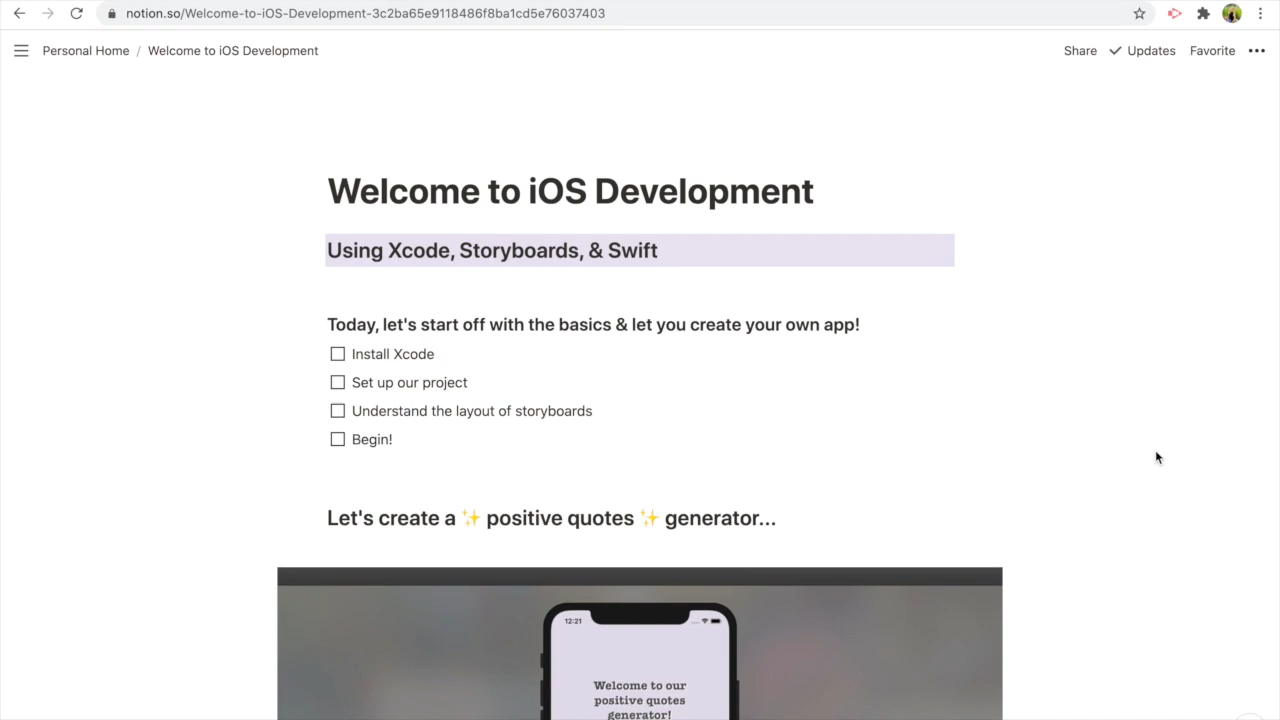 notion.so/Welcome-to-iOS-Development-3c2ba65e9118486f8ba1cd5e76037403
Personal Home / Welcome to iOS Development
Share ✓ Updates Favorite •••
Welcome to iOS Development
Using Xcode, Storyboards, & Swift
Today, let's start off with the basics & let you create your own app!
Install Xcode
Set up our project
Understand the layout of storyboards
Begin!
Let's create a ✨ positive quotes ✨ generator...
12:21
Welcome to our
positive quotes
generator!